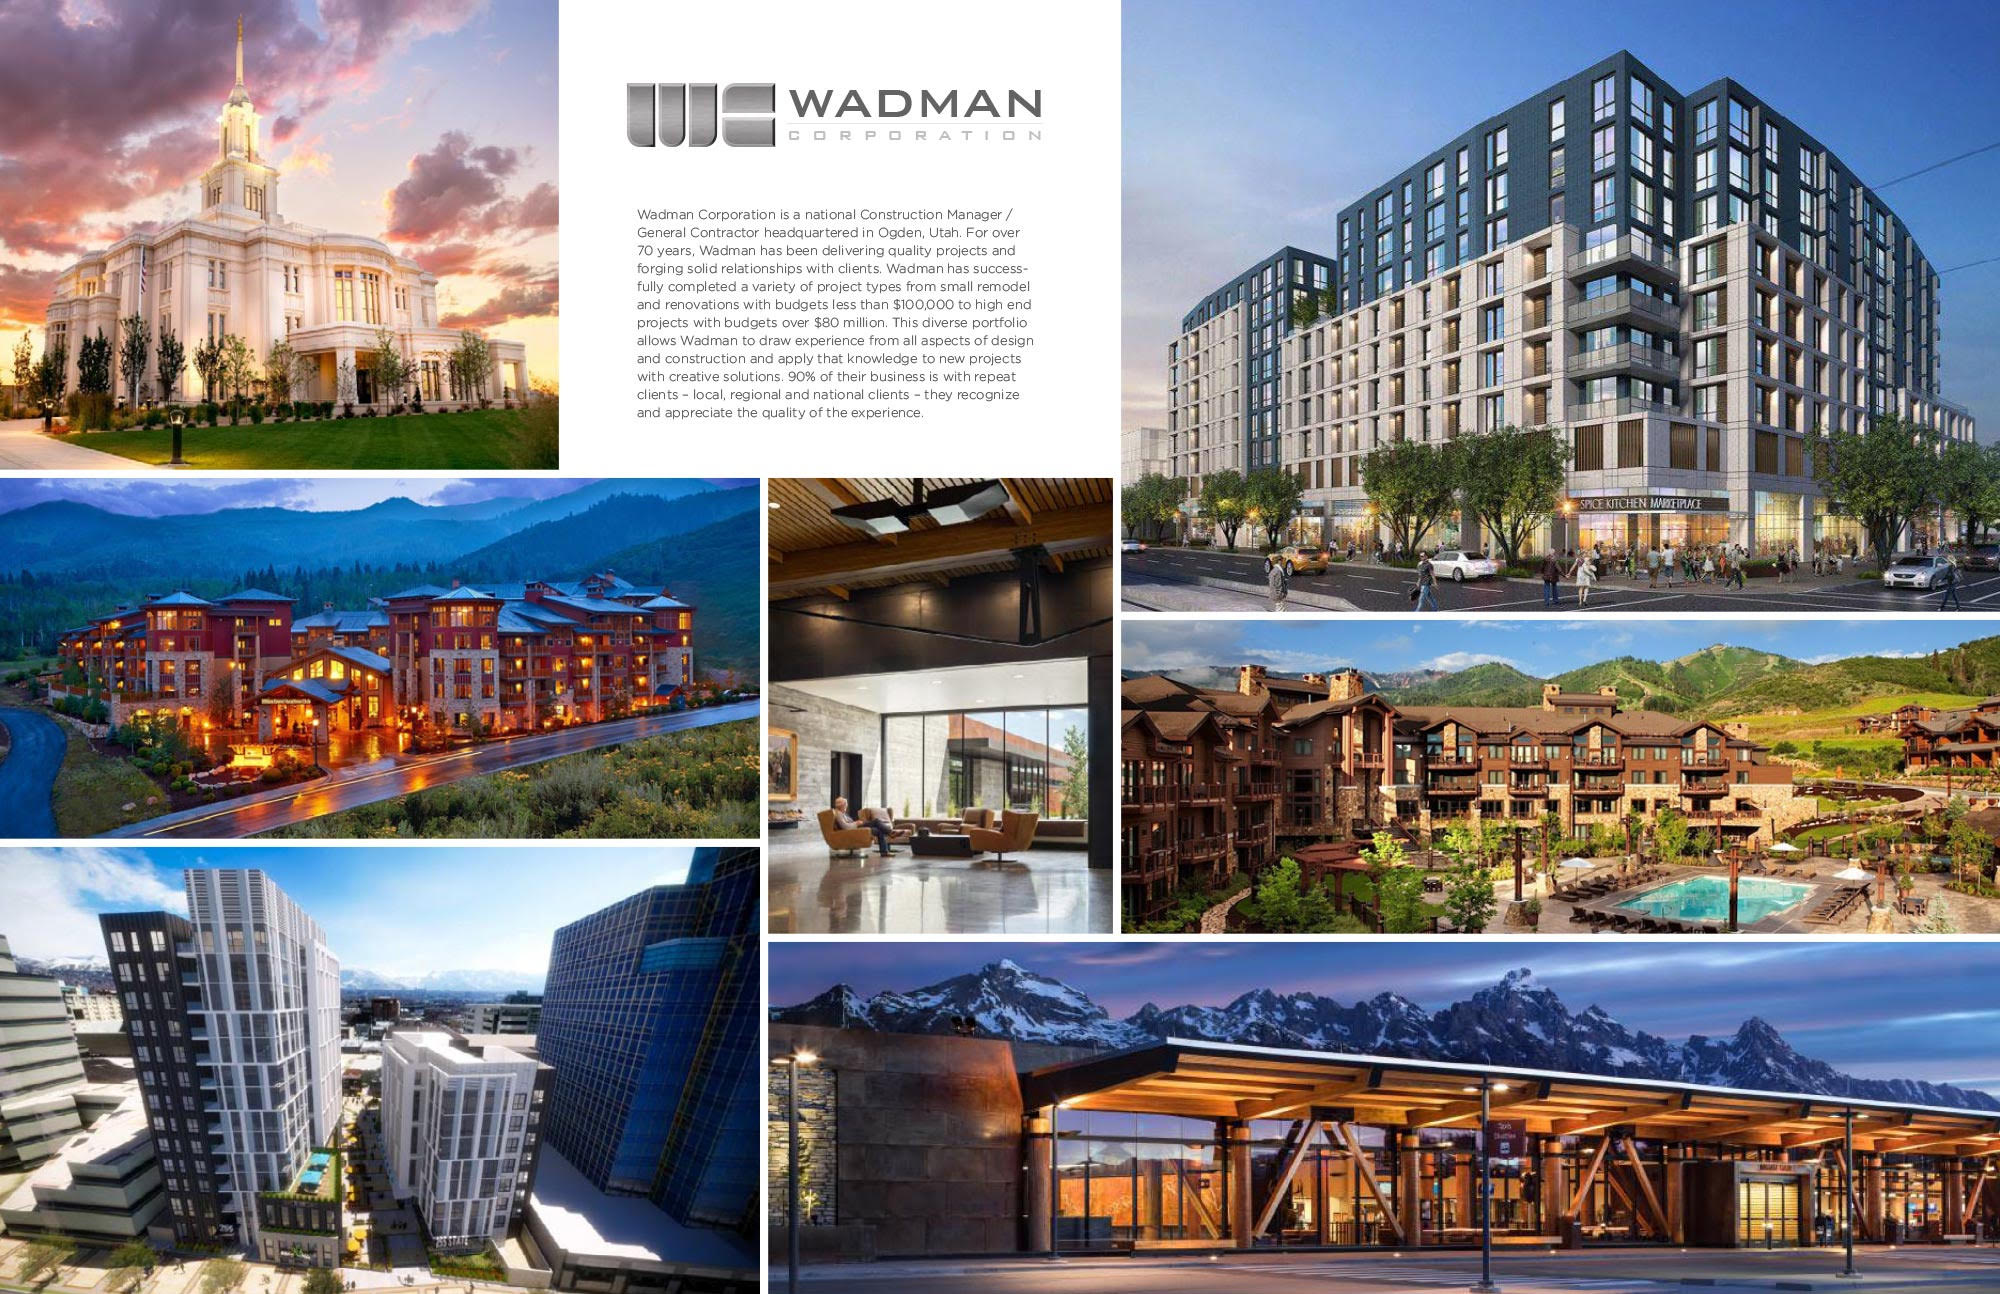 WADMAN
CORPORATION
Wadman Corporation is a national Construction Manager /
General Contractor headquartered in Ogden, Utah. For over
70 years, Wadman has been delivering quality projects and
forging solid relationships with clients. Wadman has success-
fully completed a variety of project types from small remodel
and renovations with budgets less than $100,000 to high end
projects with budgets over $80 million. This diverse portfolio
allows Wadman to draw experience from all aspects of design
and construction and apply that knowledge to new projects
with creative solutions. 90% of their business is with repeat
clients – local, regional and national clients – they recognize
and appreciate the quality of the experience.
SPICE KITCHEN MARKETPLACE
255 STATE